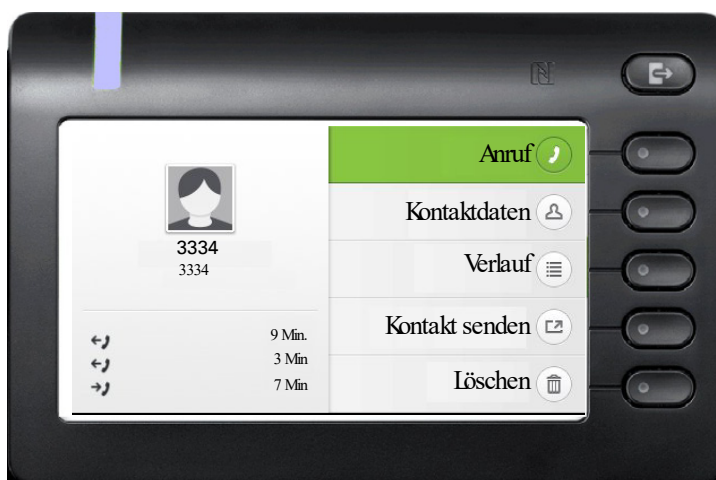 3334
3334
9 Min.
3 Min
7 Min
Anruf
Kontaktdaten
Verlauf
Kontakt senden
Löschen